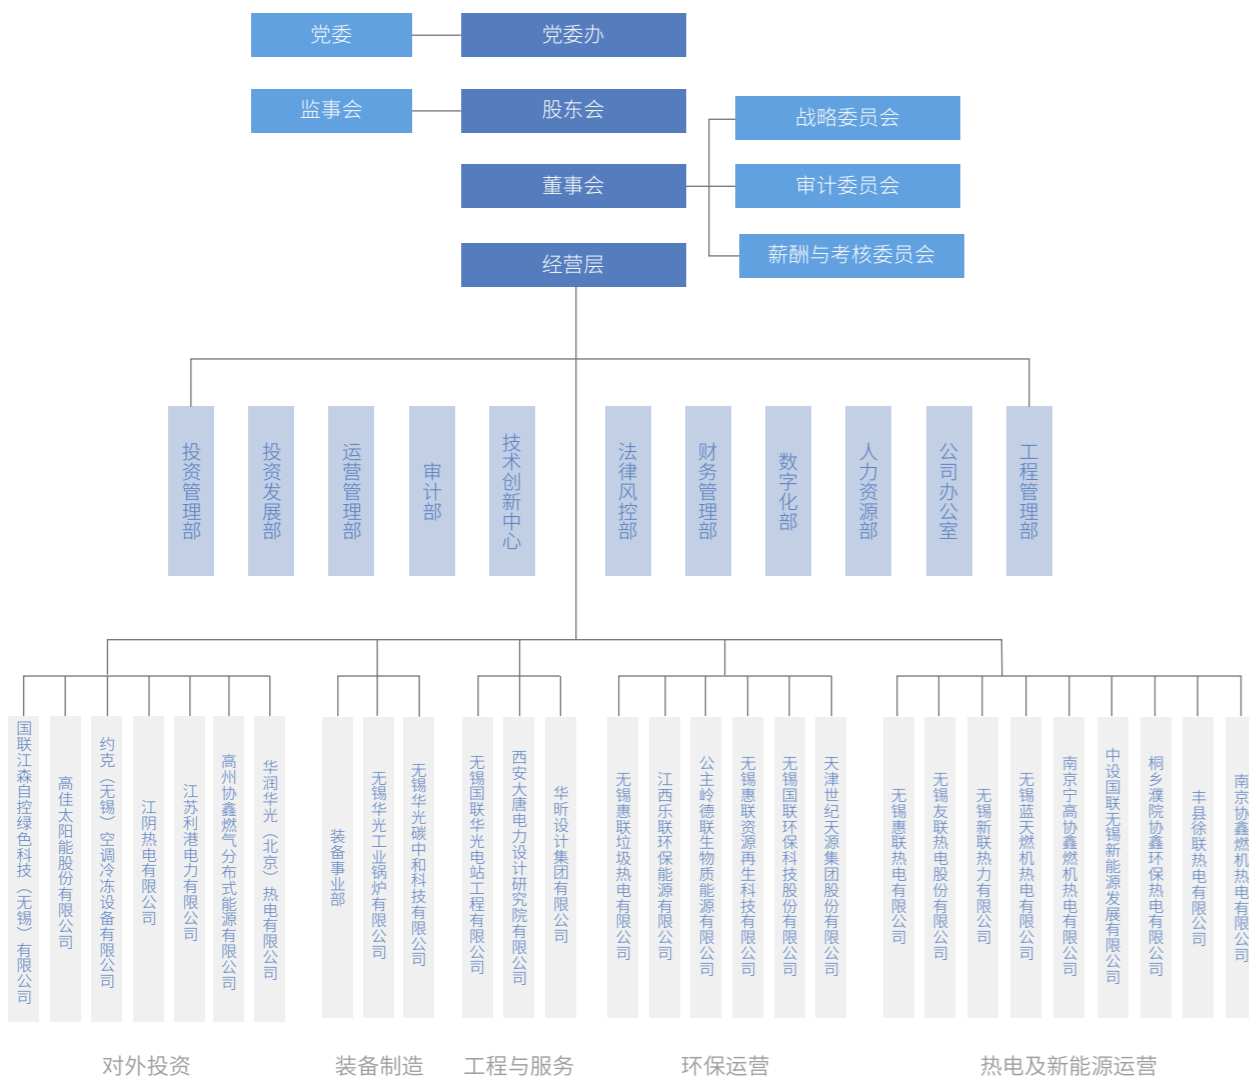 党委
党委办
监事会
股东会
战略委员会
董事会
审计委员会
薪酬与考核委员会
经营层
投资管理部
投资发展部
运营管理部
审计部
技术创新中心
法律风控部
财务管理部
数字化部
人力资源部
公司办公室
工程管理部
国联江森自控绿色科技（无锡）有限公司
高佳太阳能股份有限公司
约克（无锡）空调冷冻设备有限公司
江阴热电有限公司
江苏利港电力有限公司
高州协鑫燃气分布式能源有限公司
华润华光（北京）热电有限公司
装备事业部
无锡华光工业锅炉有限公司
无锡华光碳中和科技有限公司
无锡国联华光电站工程有限公司
西安大唐电力设计研究院有限公司
华昕设计集团有限公司
无锡惠联垃圾热电有限公司
江西乐联环保能源有限公司
公主岭德联生物质能源有限公司
无锡惠联资源再生科技有限公司
无锡国联环保科技股份有限公司
天津世纪天源集团股份有限公司
无锡惠联热电有限公司
无锡友联热电股份有限公司
无锡新联热力有限公司
无锡蓝天燃机热电有限公司
南京宁高协鑫燃机热电有限公司
中设国联无锡新能源发展有限公司
桐乡濮院协鑫环保热电有限公司
丰县徐联热电有限公司
南京协鑫燃机热电有限公司
对外投资
装备制造
工程与服务
环保运营
热电及新能源运营